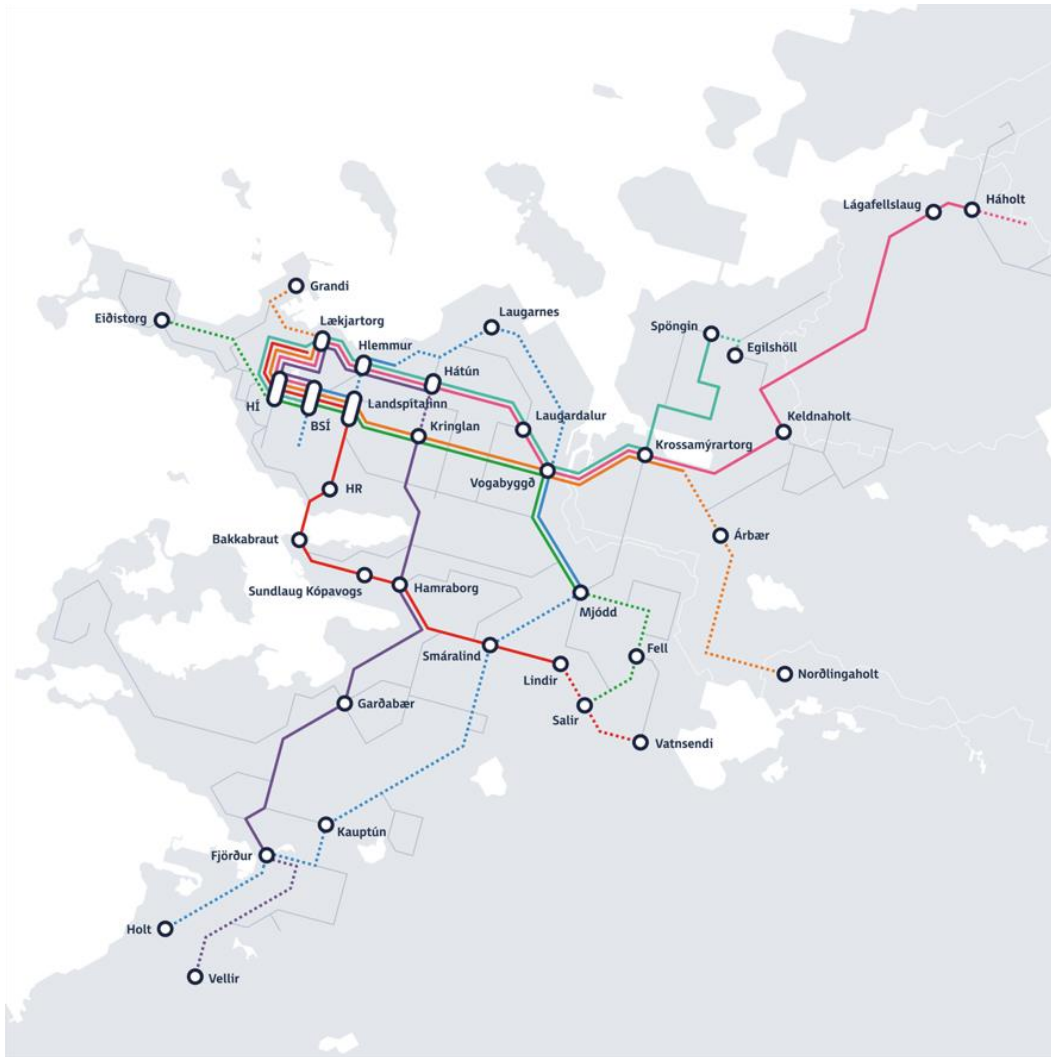 Háholt
Lágafellslaug
Grandi
Laugarnes
Eiðistorg
Lækjartorg
Spöngin
Hlemmur
Egilshöll
Hátún
HÍ
Landspítalinn
Laugardalur
BSÍ
Kringlan
Keldnaholt
Krossamýrartorg
Vogabyggð
HR
Árbær
Bakkabraut
Sundlaug Kópavogs
Hamraborg
Mjódd
Fell
Smáralind
Norðlingaholt
Lindir
Garðabær
Salir
Vatnsendi
Kauptún
Fjörður
Holt
Vellir